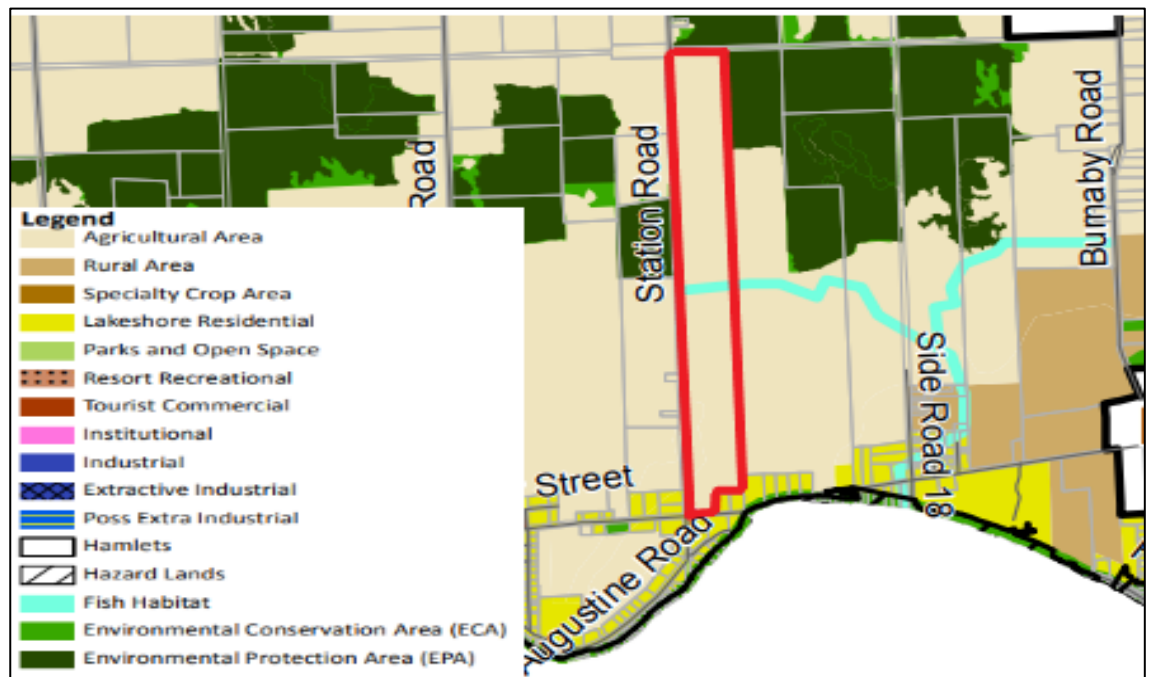 Road
Station Road
Burnaby Road
Side Road 18
Street
Augustine Road
Legend
Agricultural Area
Rural Area
Specialty Crop Area
Lakeshore Residential
Parks and Open Space
Resort Recreational
Tourist Commercial
Institutional
Industrial
Extractive Industrial
Poss Extra Industrial
Hamlets
Hazard Lands
Fish Habitat
Environmental Conservation Area (ECA)
Environmental Protection Area (EPA)